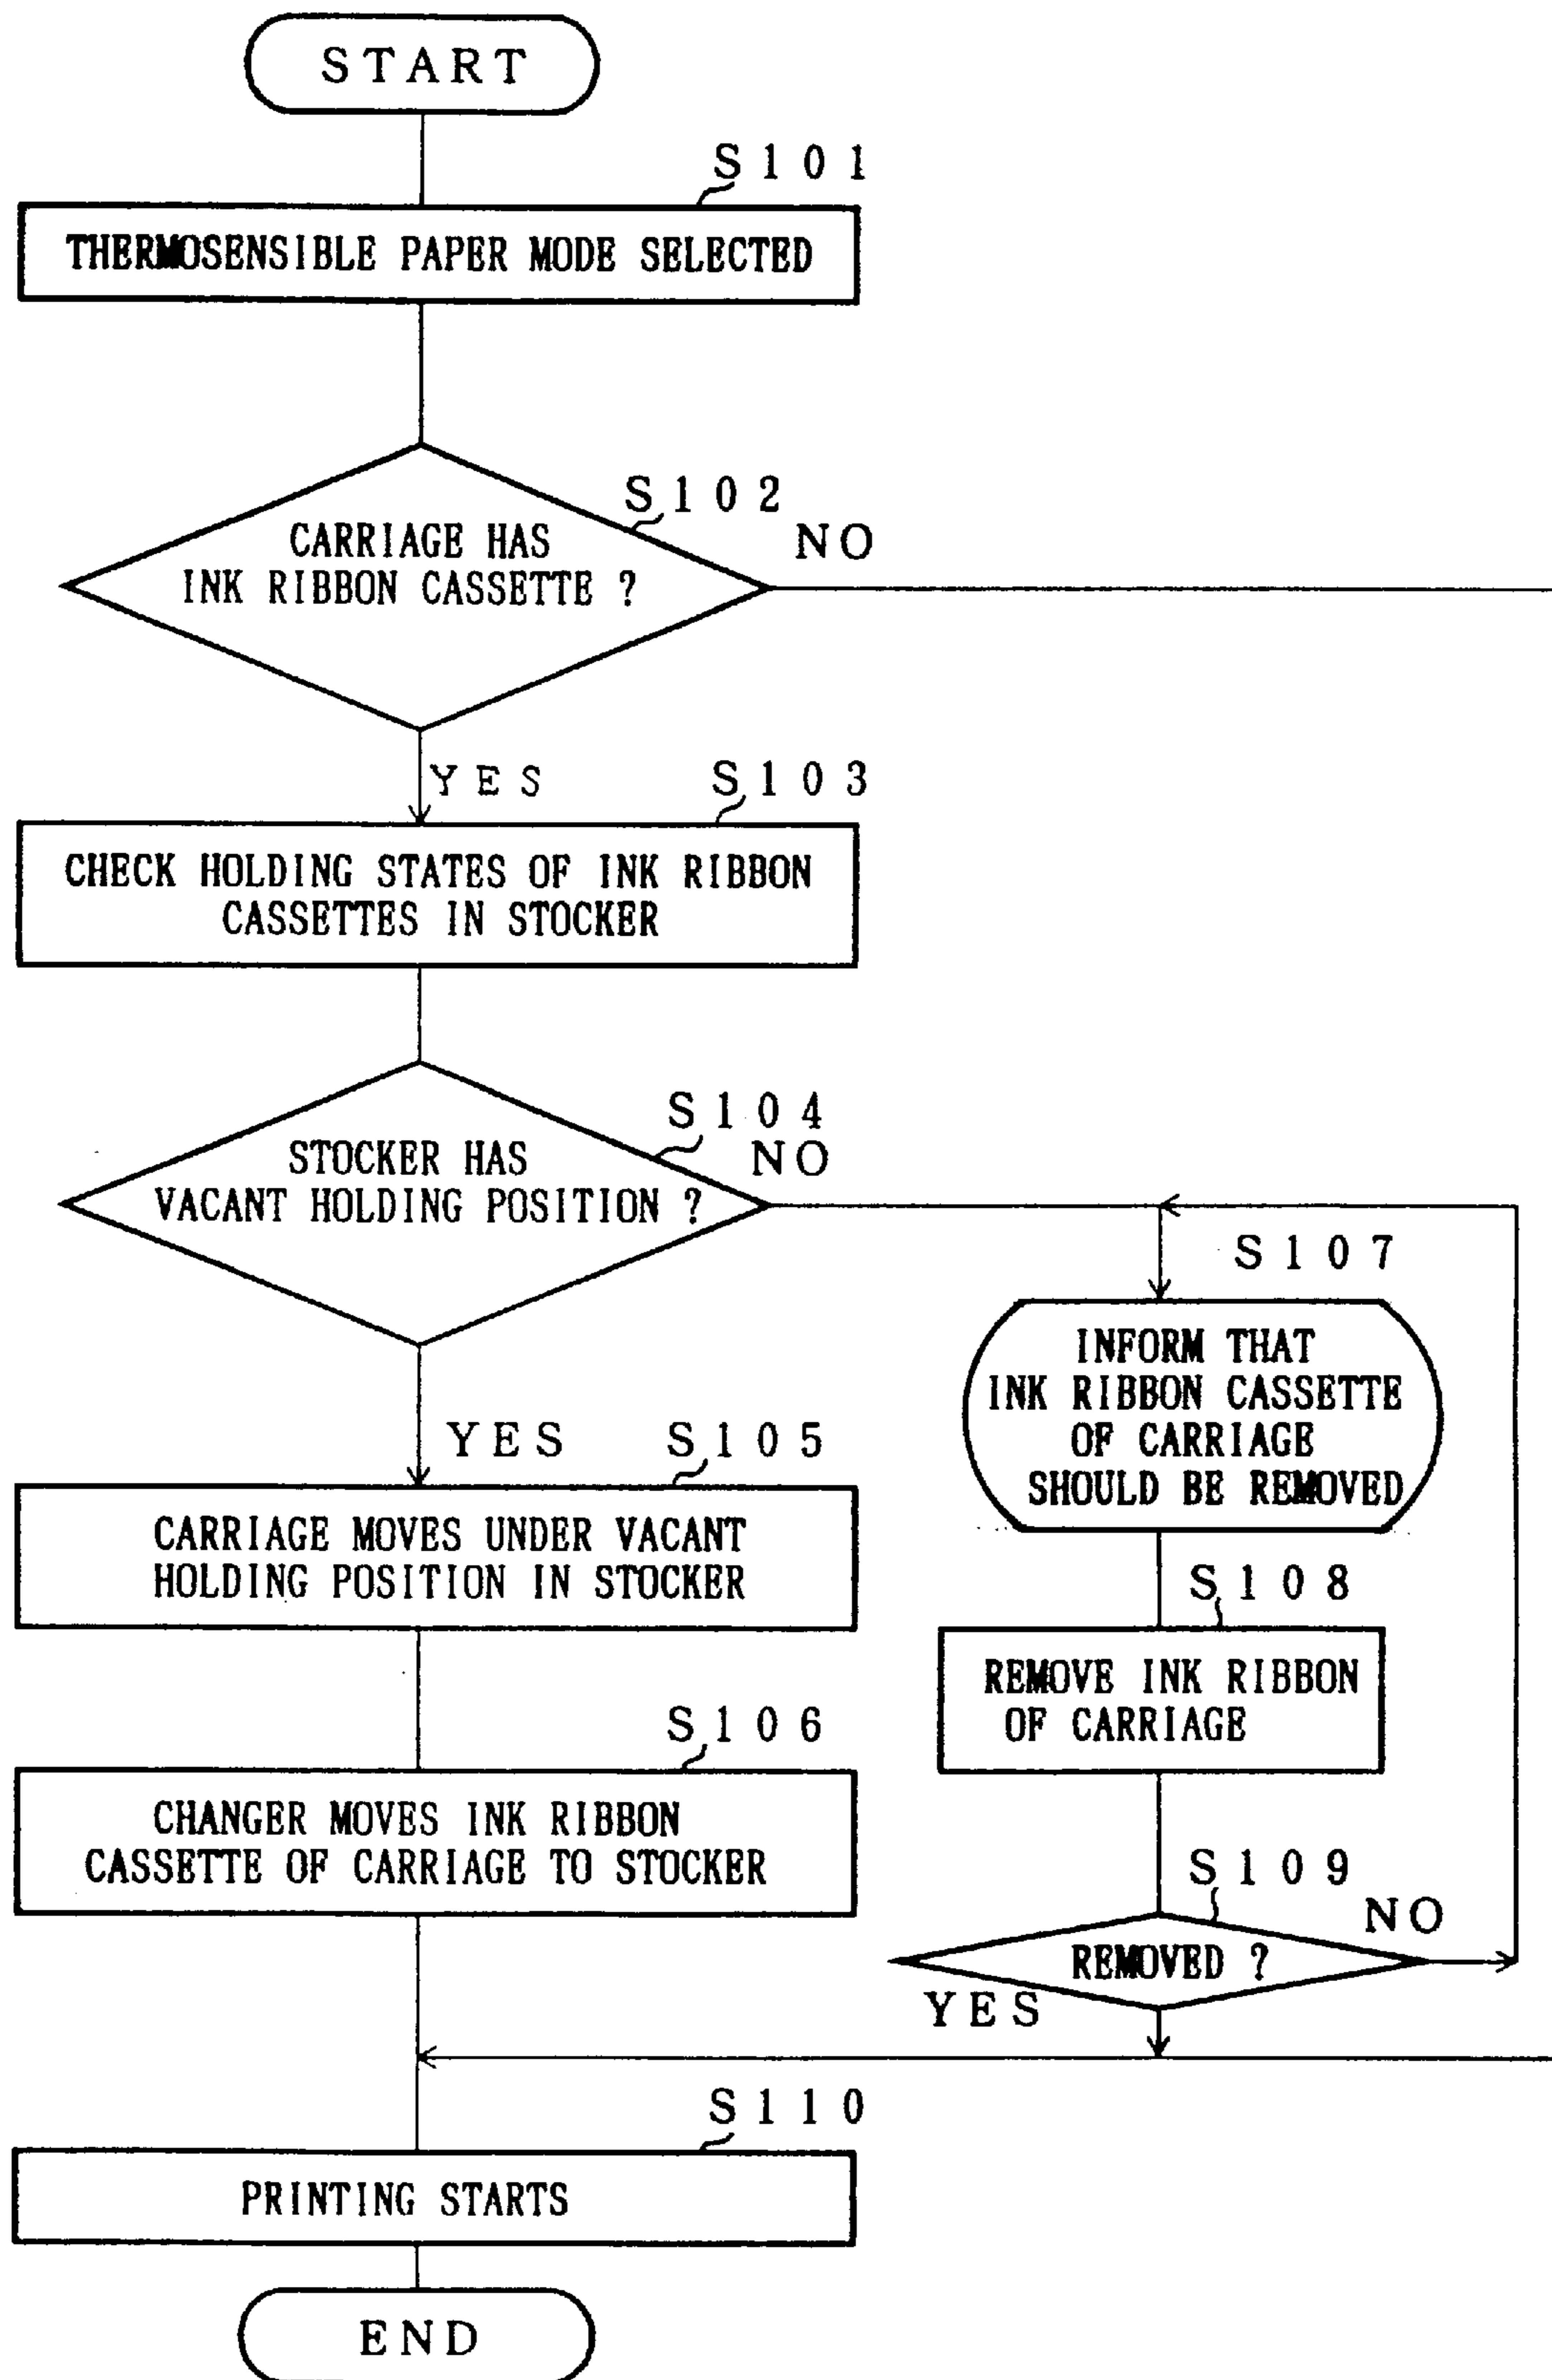 START
S101
THERMOSENSIBLE PAPER MODE SELECTED
S102
CARRIAGE HAS
INK RIBBON CASSETTE ?
NO
YES
S103
CHECK HOLDING STATES OF INK RIBBON
CASSETTES IN STOCKER
S104
STOCKER HAS
VACANT HOLDING POSITION ?
NO
YES
S105
CARRIAGE MOVES UNDER VACANT
HOLDING POSITION IN STOCKER
S106
CHANGER MOVES INK RIBBON
CASSETTE OF CARRIAGE TO STOCKER
S107
INFORM THAT
INK RIBBON CASSETTE
OF CARRIAGE
SHOULD BE REMOVED
S108
REMOVE INK RIBBON
OF CARRIAGE
S109
REMOVED ?
NO
YES
S110
PRINTING STARTS
END